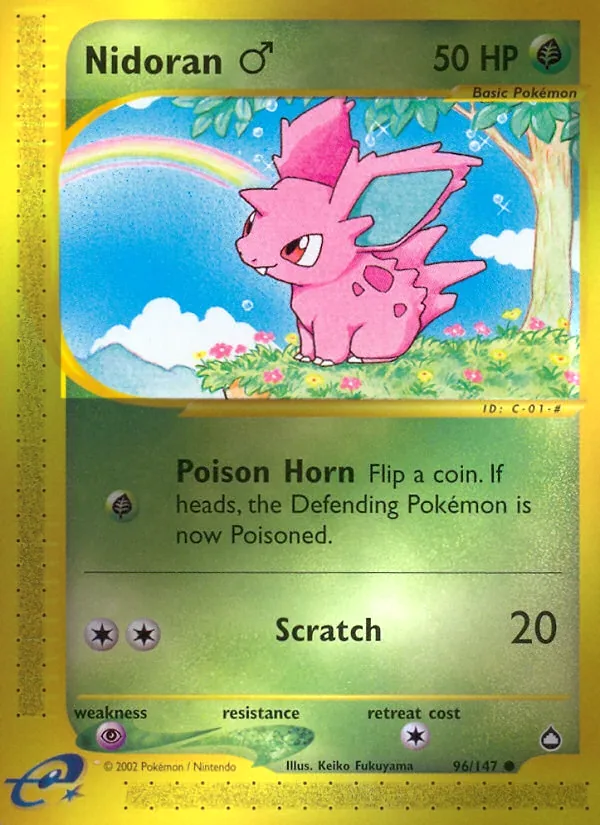 Nidoran ♂ 50 HP
Basic Pokémon
ID: C-01-#
Poison Horn Flip a coin. If
heads, the Defending Pokémon is
now Poisoned.
Scratch 20
weakness resistance retreat cost
© 2002 Pokémon / Nintendo Illus. Keiko Fukuyama 96/147
e